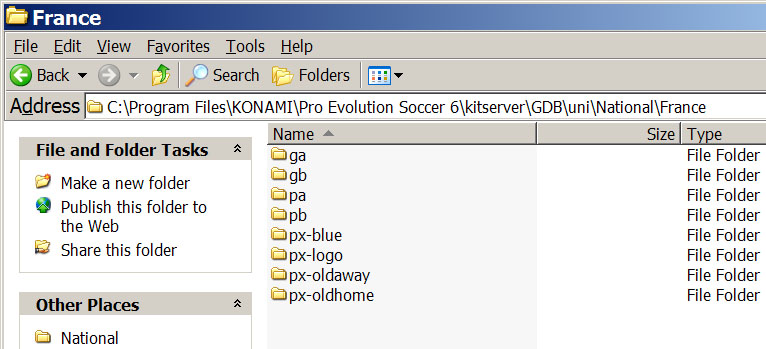 France
File Edit View Favorites Tools Help
Back Search Folders
Address C:\Program Files\KONAMI\Pro Evolution Soccer 6\kitserver\GDB\uni\National\France
File and Folder Tasks
Make a new folder
Publish this folder to
the Web
Share this folder
Other Places
National
Name Size Type
ga File Folder
gb File Folder
pa File Folder
pb File Folder
px-blue File Folder
px-logo File Folder
px-oldaway File Folder
px-oldhome File Folder